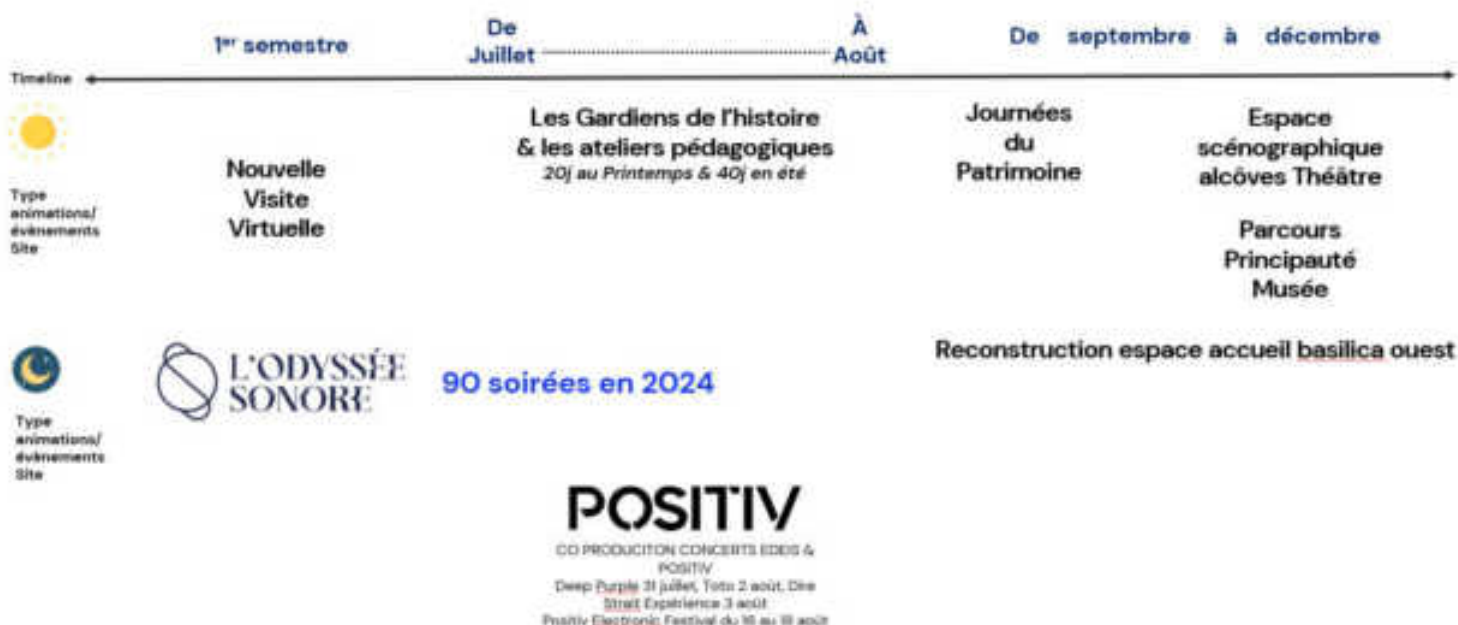 1er semestre
De
Juillet
À
Août
De septembre à décembre
Timeline
Type
animations/
évènements
Site
Nouvelle
Visite
Virtuelle
Les Gardiens de l'histoire
& les ateliers pédagogiques
20j au Printemps & 40j en été
Journées
du
Patrimoine
Espace
scénographique
alcôves Théâtre
Parcours
Principauté
Musée
Type
animations/
évènements
Site
L'ODYSSÉE
SONORE
90 soirées en 2024
Reconstruction espace accueil basilica ouest
POSITIV
CO PRODUCITON CONCERTS EDEIS &
POSITIV
Deep Purple 31 juillet, Toto 2 août, Dire
Strait Expérience 3 août
Positiv Electronic Festival du 16 au 18 août